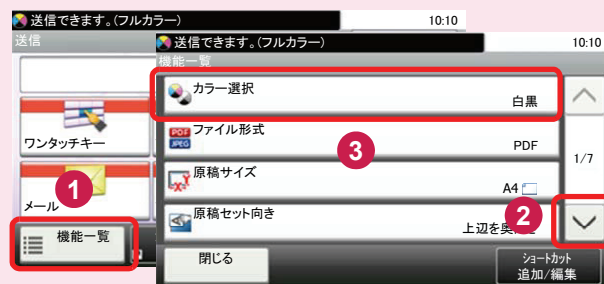 送信できます。(フルカラー) 10:10
送信
ワンタッチキー
1
メール
機能一覧
送信できます。(フルカラー) 10:10
機能一覧
カラー選択
白黒
PDF
JPEG
ファイル形式
PDF
3
1/7
原稿サイズ
A4
原稿セット向き
上辺を奥
2
閉じる
ショートカット
追加/編集